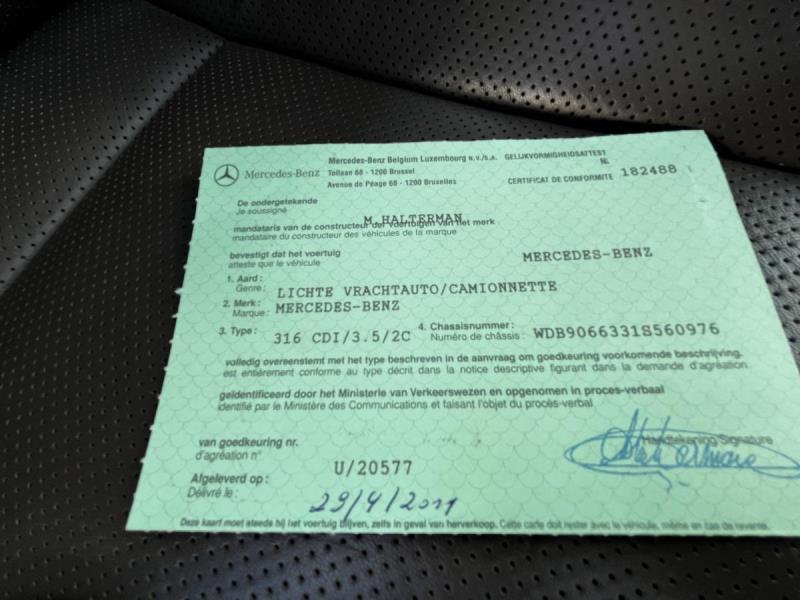 Mercedes-Benz
Mercedes-Benz Belgium Luxembourg N.V./S.A.
Tollaan 68 - 1200 Brussel
Avenue de Péage 68 - 1200 Bruxelles
GELIJKVORMIGHEIDSATTEST
N.
CERTIFICAT DE CONFORMITE 182488
De ondergetekende
Je soussigné
M. HALTERMAN
mandataris van de constructeur der voertuigen van het merk
mandataire du constructeur des véhicules de la marque
MERCEDES-BENZ
bevestigt dat het voertuig
atteste que le véhicule
1. Aard :
Genre : LICHTE VRACHTAUTO/CAMIONNETTE
2. Merk :
Marque : MERCEDES-BENZ
3. Type : 316 CDI/3.5/2C
4. Chassisnummer :
Numéro de châssis : WDB9066331S560976
volledig overeenstemt met het type beschreven in de aanvraag om goedkeuring voorkomende beschrijving.
est entièrement conforme au type décrit dans la notice descriptive figurant dans la demande d'agréation
geïdentificeerd door het Ministerie van Verkeerswezen en opgenomen in proces-verbaal
identifié par le Ministère des Communications et faisant l'objet du procès-verbal
van goedkeuring nr.
d'agréation n° U/20577
Handtekening Signature
Afgeleverd op :
Délivré le : 29/4/2011
Deze kaart moet steeds bij het voertuig blijven, zelfs in geval van herverkoop. Cette carte doit rester avec le véhicule, même en cas de revente.